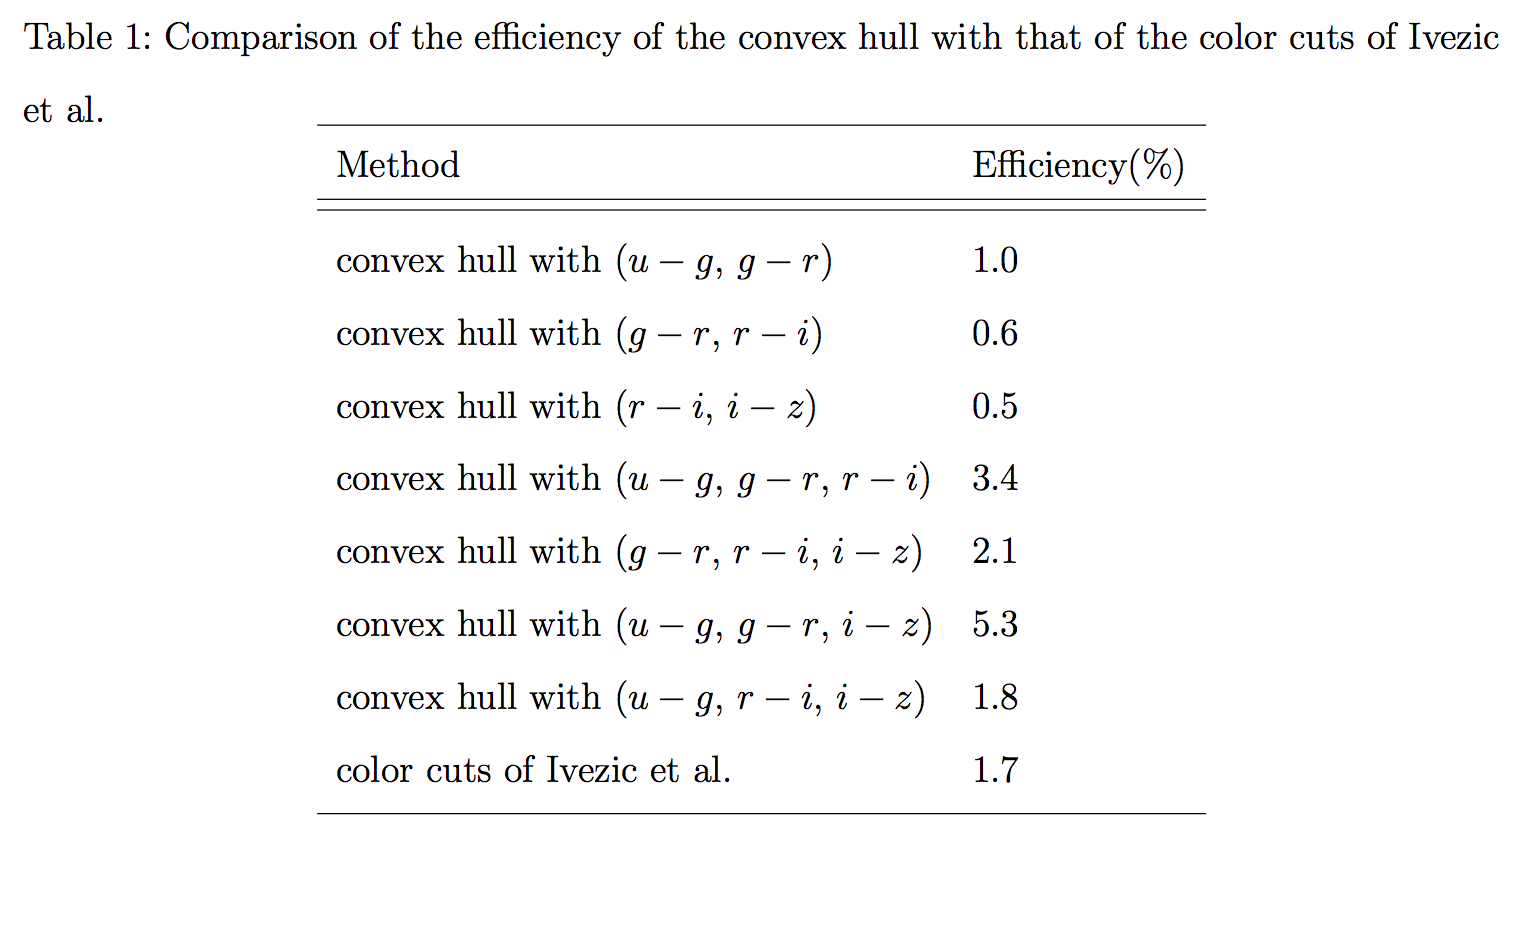 Table 1: Comparison of the efficiency of the convex hull with that of the color cuts of Ivezic
et al.
Method Efficiency(%)
convex hull with (u − g, g − r) 1.0
convex hull with (g − r, r − i) 0.6
convex hull with (r − i, i − z) 0.5
convex hull with (u − g, g − r, r − i) 3.4
convex hull with (g − r, r − i, i − z) 2.1
convex hull with (u − g, g − r, i − z) 5.3
convex hull with (u − g, r − i, i − z) 1.8
color cuts of Ivezic et al. 1.7